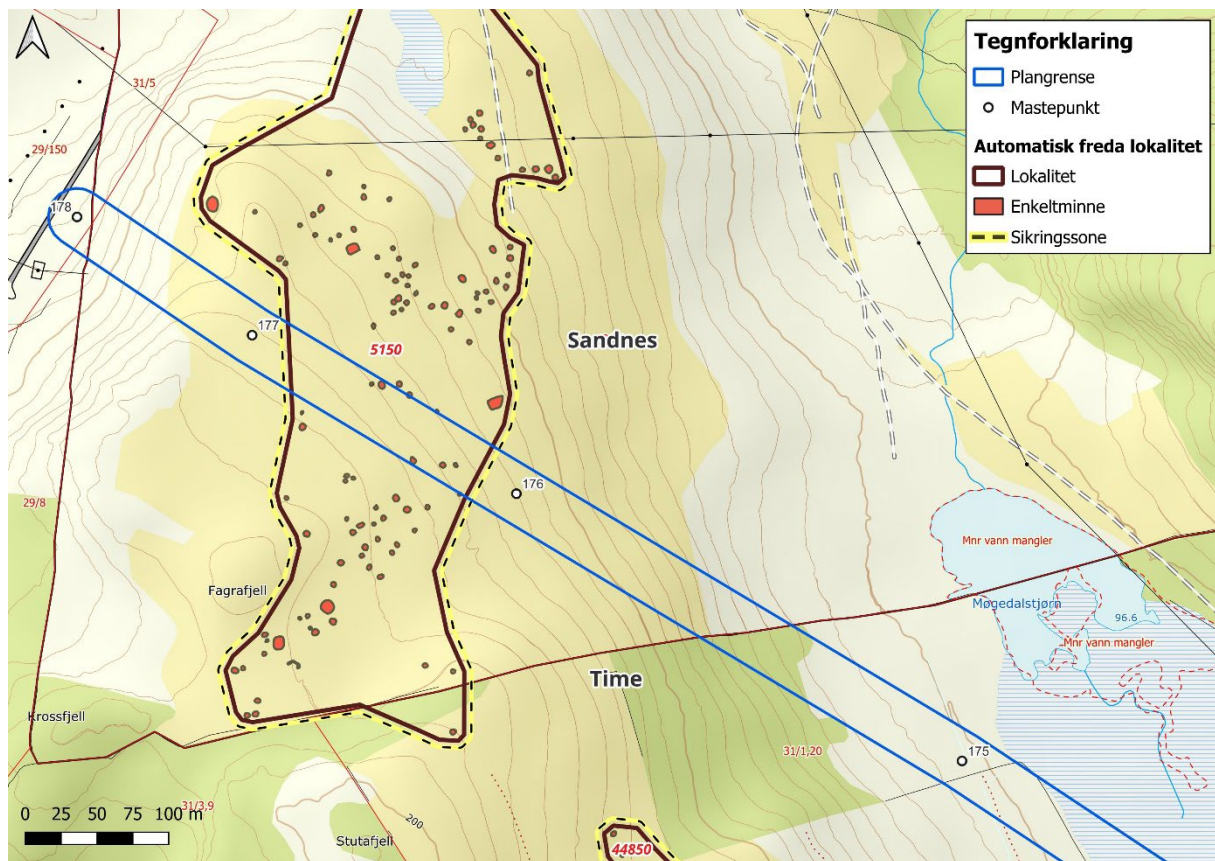 Tegnforklaring
Plangrense
Mastepunkt
Automatisk freda lokalitet
Lokalitet
Enkeltminne
Sikringssone
31/5
29/150
178
177
5150
Sandnes
176
29/8
Mnr vann mangler
Fagrafjell
Møgedalstjørn
96.6
Mnr vann mangler
Time
Krossfjell
31/1,20
175
31/3,9
0 25 50 75 100 m
200
Stutafjell
44850